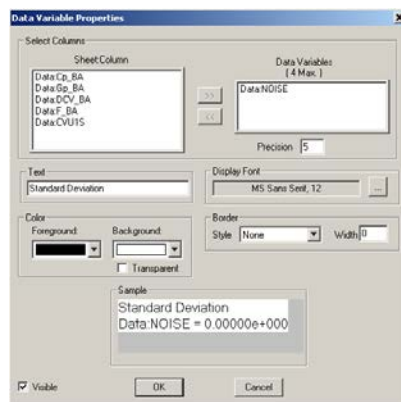 Data Variable Properties
Select Columns
Sheet:Column
Data:Cp_BA
Data:Gp_BA
Data:DCV_BA
Data:F_BA
Data:CVU1S
>>
<<
Data Variables
( 4 Max. )
Data:NOISE
Precision 5
Text
Standard Deviation
Display Font
MS Sans Serif, 12
...
Color
Foreground:
Background:
Transparent
Border
Style None
Width 0
Sample
Standard Deviation
Data:NOISE = 0.00000e+000
Visible
OK
Cancel